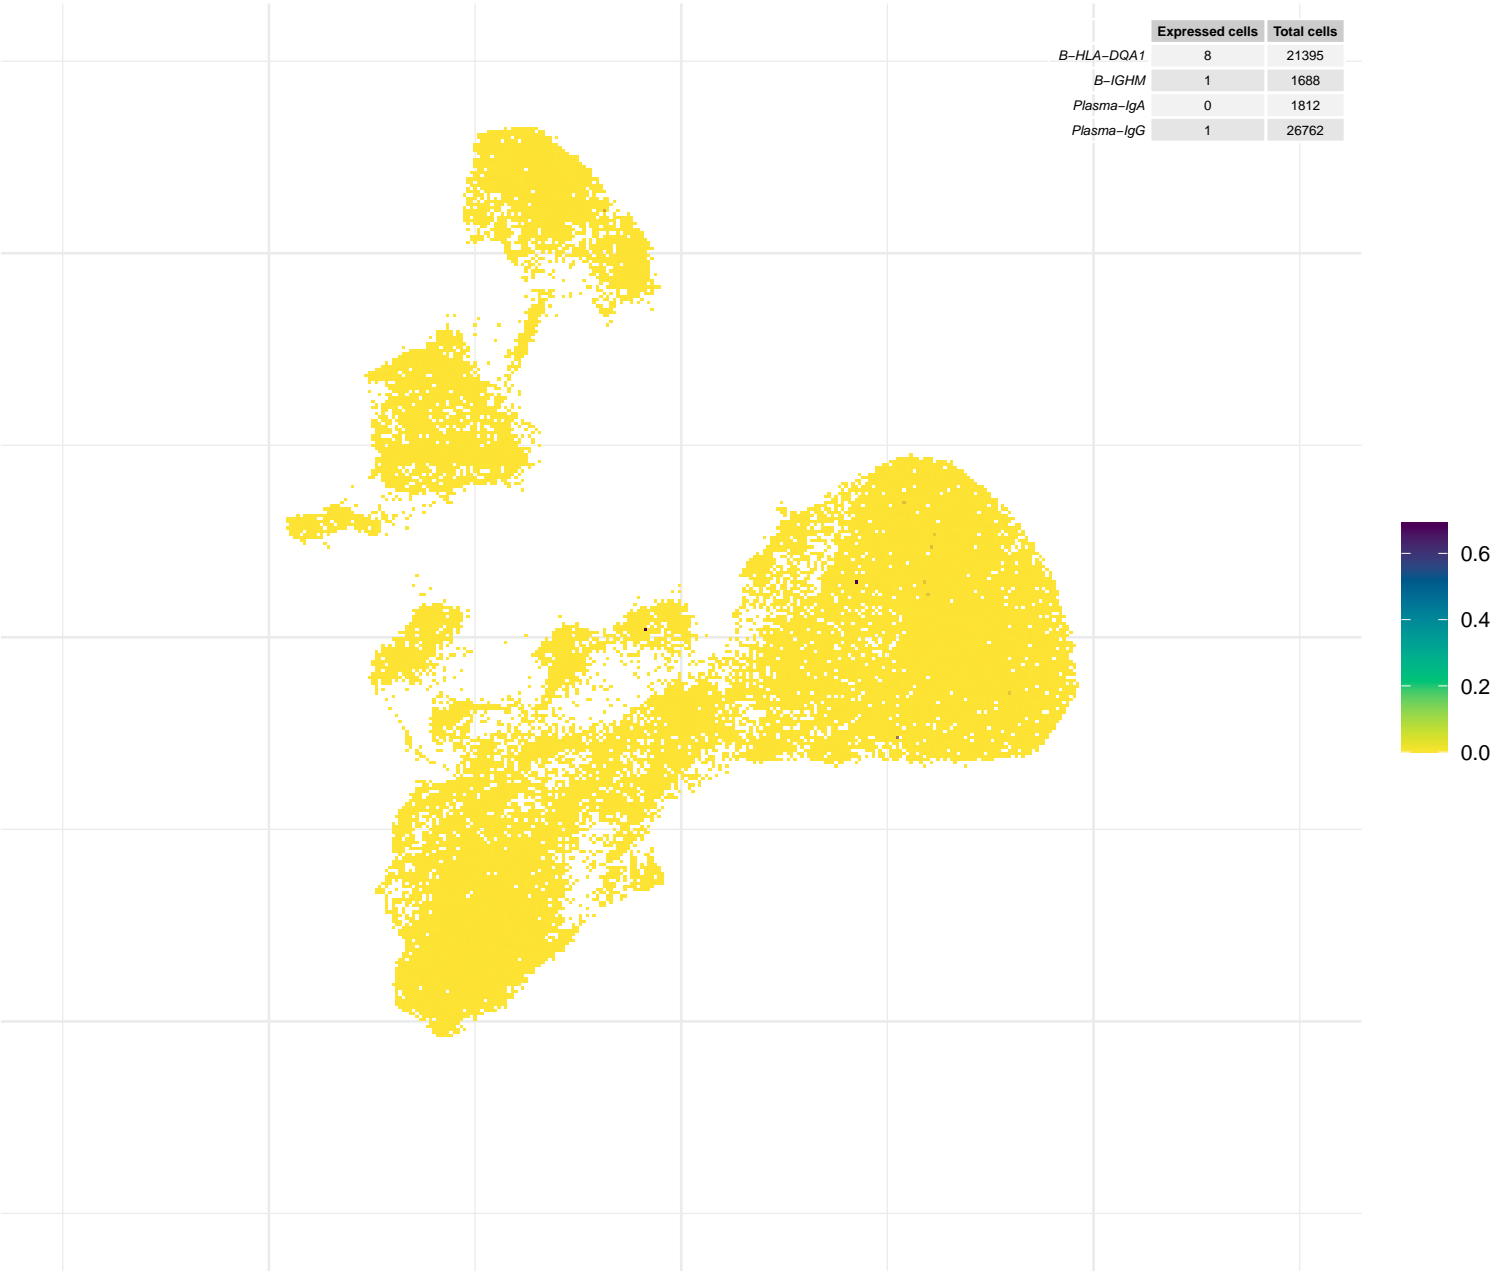 Expressed cells Total cells
B−HLA−DQA1 8 21395
B−IGHM 1 1688
Plasma−IgA 0 1812
Plasma−IgG 1 26762
0.6
0.4
0.2
0.0